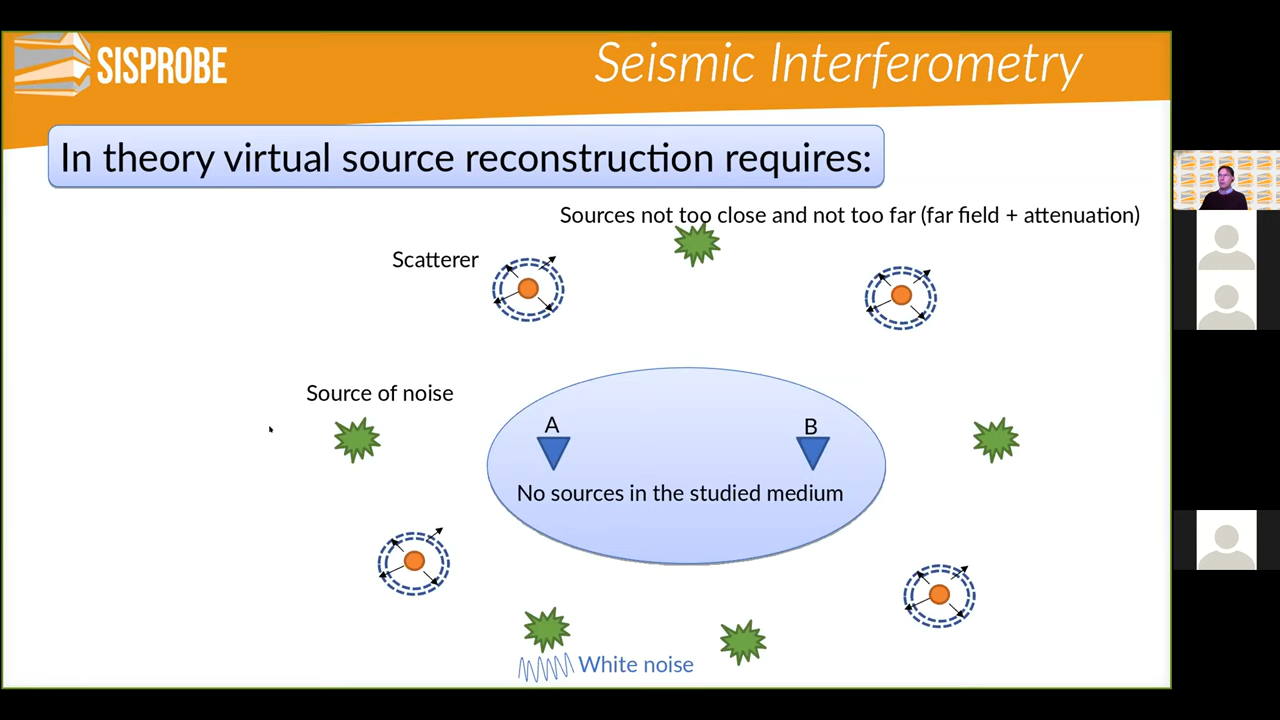 SISPROBE
Seismic Interferometry
In theory virtual source reconstruction requires:
Sources not too close and not too far (far field + attenuation)
Scatterer
Source of noise
A
B
No sources in the studied medium
White noise